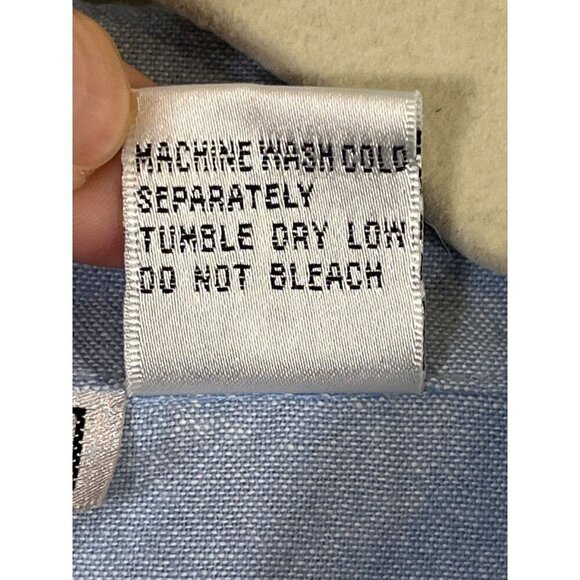 MACHINE WASH COLD
SEPARATELY
TUMBLE DRY LOW
DO NOT BLEACH